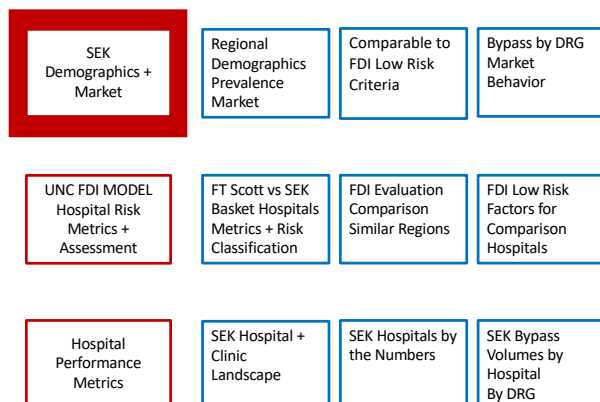 SEK
Demographics +
Market
Regional
Demographics
Prevalence
Market
Comparable to
FDI Low Risk
Criteria
Bypass by DRG
Market
Behavior
UNC FDI MODEL
Hospital Risk
Metrics +
Assessment
FT Scott vs SEK
Basket Hospitals
Metrics + Risk
Classification
FDI Evaluation
Comparison
Similar Regions
FDI Low Risk
Factors for
Comparison
Hospitals
Hospital
Performance
Metrics
SEK Hospital +
Clinic
Landscape
SEK Hospitals by
the Numbers
SEK Bypass
Volumes by
Hospital
By DRG